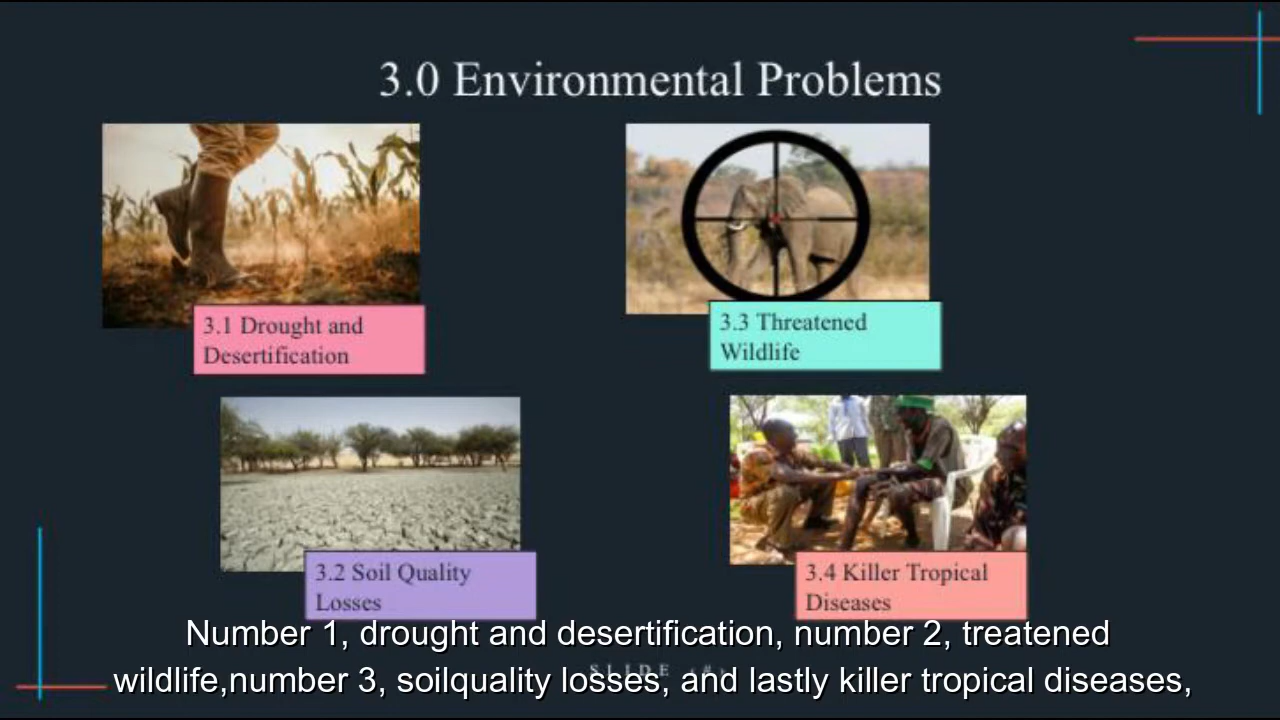 3.0 Environmental Problems
3.1 Drought and
Desertification
3.3 Threatened
Wildlife
3.2 Soil Quality
Losses
3.4 Killer Tropical
Diseases
Number 1, drought and desertification, number 2, treatened
SLIDE ‹#›
wildlife,number 3, soilquality losses, and lastly killer tropical diseases,